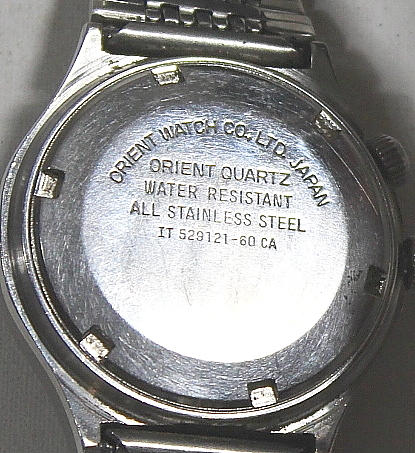 ORIENT WATCH CO., LTD. JAPAN
ORIENT QUARTZ
WATER RESISTANT
ALL STAINLESS STEEL
IT 529121-60 CA